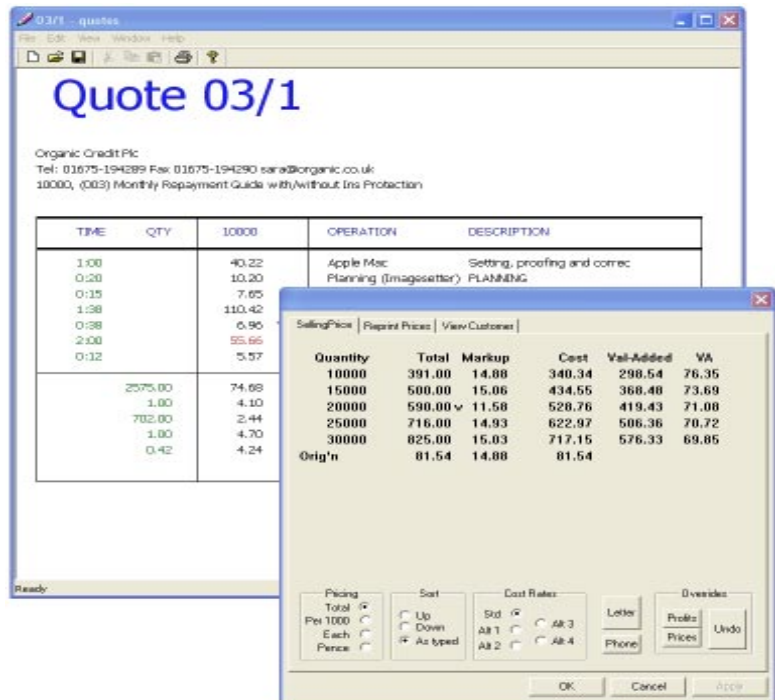 03/1 - quotes
File Edit View Window Help
Quote 03/1
Organic Credit Plc
Tel: 01675-194289 Fax 01675-194290 sara@organic.co.uk
10000, (003) Monthly Repayment Guide with/without Ins Protection
TIME QTY 10000 OPERATION DESCRIPTION
1:00 40.22 Apple Mac Setting, proofing and correc
0:20 10.20 Planning (Imagesetter) PLANNING
0:15 7.65
1:38 110.42
0:38 6.96
2:00 55.66
0:12 5.57
2575.00 74.68
1.00 4.10
782.00 2.44
1.00 4.70
0.42 4.24
Ready
Selling Price Reprint Prices View Customer
Quantity Total Markup Cost Val-Added VA
10000 391.00 14.88 340.34 298.54 76.35
15000 500.00 15.06 434.55 368.48 73.69
20000 590.00 v 11.58 528.76 419.43 71.08
25000 716.00 14.93 622.97 506.36 70.72
30000 825.00 15.03 717.15 576.33 69.85
Orig'n 81.54 14.88 81.54
Pricing Sort Cost Rates Overrides
Total
Per 1000
Each
Pence
Up
Down
As typed
Std
Alt 1
Alt 2
Alt 3
Alt 4
Letter
Phone
Profits
Prices
Undo
OK Cancel Apply